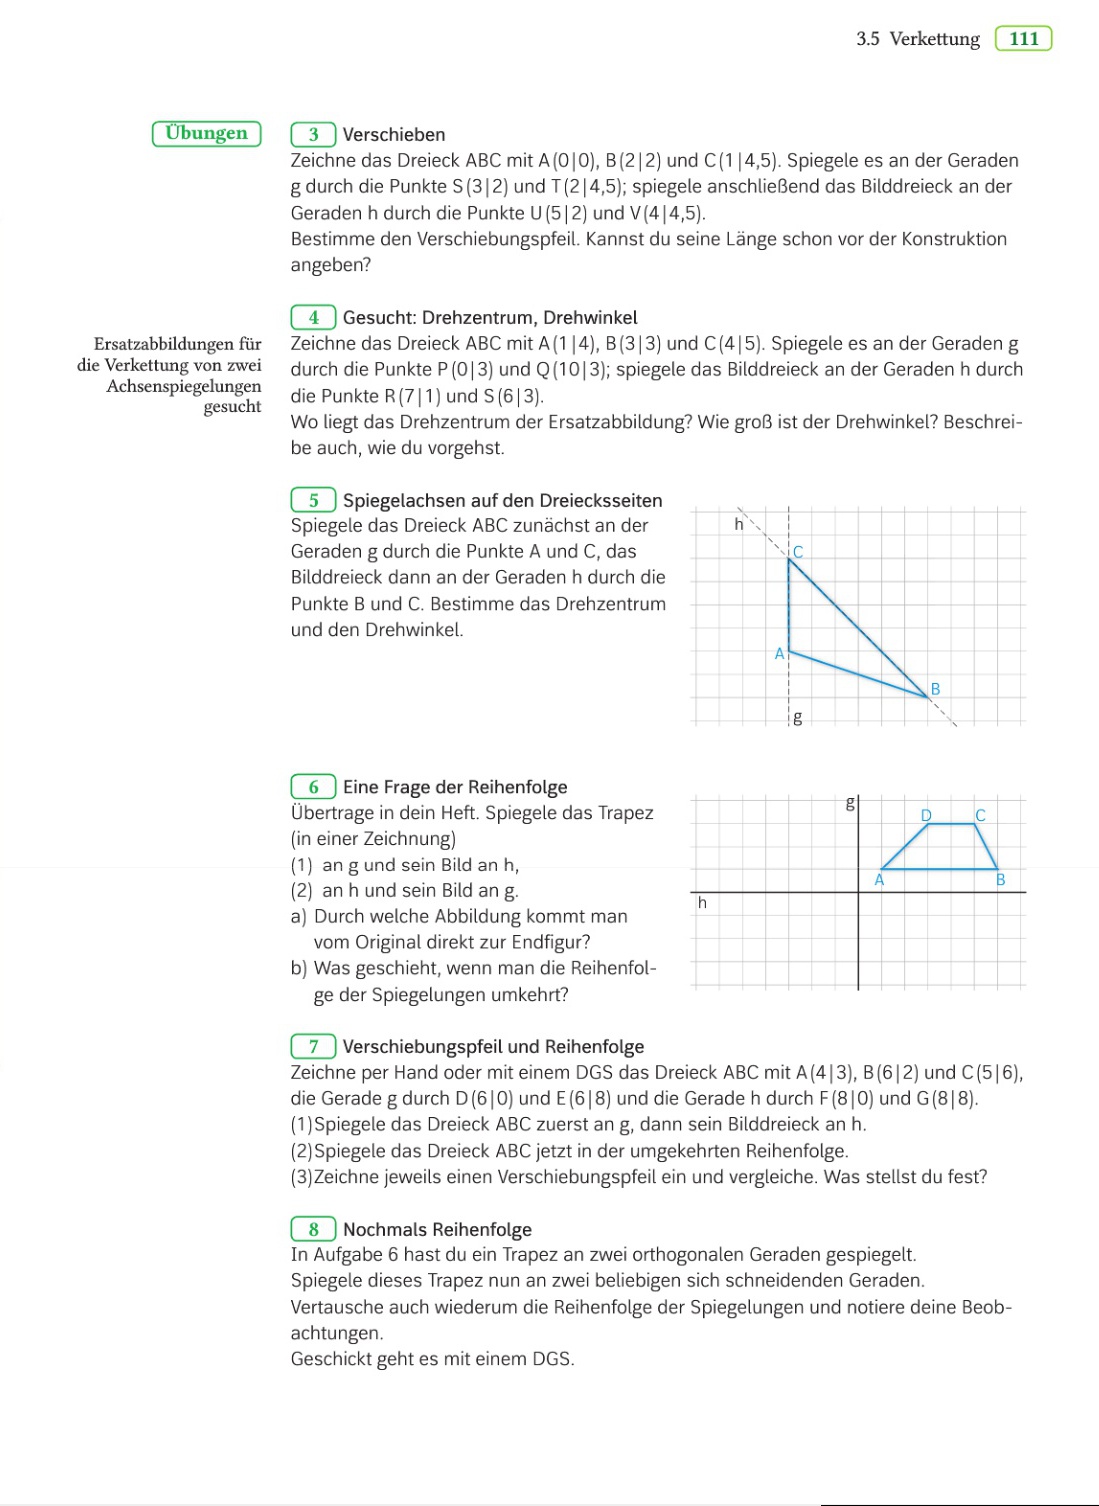 3.5 Verkettung 111
Übungen
3 Verschieben
Zeichne das Dreieck ABC mit A(0|0), B(2|2) und C(1|4,5). Spiegele es an der Geraden
g durch die Punkte S(3|2) und T(2|4,5); spiegele anschließend das Bilddreieck an der
Geraden h durch die Punkte U(5|2) und V(4|4,5).
Bestimme den Verschiebungspfeil. Kannst du seine Länge schon vor der Konstruktion
angeben?
4 Gesucht: Drehzentrum, Drehwinkel
Ersatzabbildungen für
die Verkettung von zwei
Achsenspiegelungen
gesucht
Zeichne das Dreieck ABC mit A(1|4), B(3|3) und C(4|5). Spiegele es an der Geraden g
durch die Punkte P(0|3) und Q(10|3); spiegele das Bilddreieck an der Geraden h durch
die Punkte R(7|1) und S(6|3).
Wo liegt das Drehzentrum der Ersatzabbildung? Wie groß ist der Drehwinkel? Beschrei-
be auch, wie du vorgehst.
5 Spiegelachsen auf den Dreiecksseiten
Spiegele das Dreieck ABC zunächst an der
Geraden g durch die Punkte A und C, das
Bilddreieck dann an der Geraden h durch die
Punkte B und C. Bestimme das Drehzentrum
und den Drehwinkel.
h
C
A
B
g
6 Eine Frage der Reihenfolge
Übertrage in dein Heft. Spiegele das Trapez
(in einer Zeichnung)
(1) an g und sein Bild an h,
(2) an h und sein Bild an g.
a) Durch welche Abbildung kommt man
vom Original direkt zur Endfigur?
b) Was geschieht, wenn man die Reihenfol-
ge der Spiegelungen umkehrt?
g
D
C
A
B
h
7 Verschiebungspfeil und Reihenfolge
Zeichne per Hand oder mit einem DGS das Dreieck ABC mit A(4|3), B(6|2) und C(5|6),
die Gerade g durch D(6|0) und E(6|8) und die Gerade h durch F(8|0) und G(8|8).
(1)Spiegele das Dreieck ABC zuerst an g, dann sein Bilddreieck an h.
(2)Spiegele das Dreieck ABC jetzt in der umgekehrten Reihenfolge.
(3)Zeichne jeweils einen Verschiebungspfeil ein und vergleiche. Was stellst du fest?
8 Nochmals Reihenfolge
In Aufgabe 6 hast du ein Trapez an zwei orthogonalen Geraden gespiegelt.
Spiegele dieses Trapez nun an zwei beliebigen sich schneidenden Geraden.
Vertausche auch wiederum die Reihenfolge der Spiegelungen und notiere deine Beob-
achtungen.
Geschickt geht es mit einem DGS.